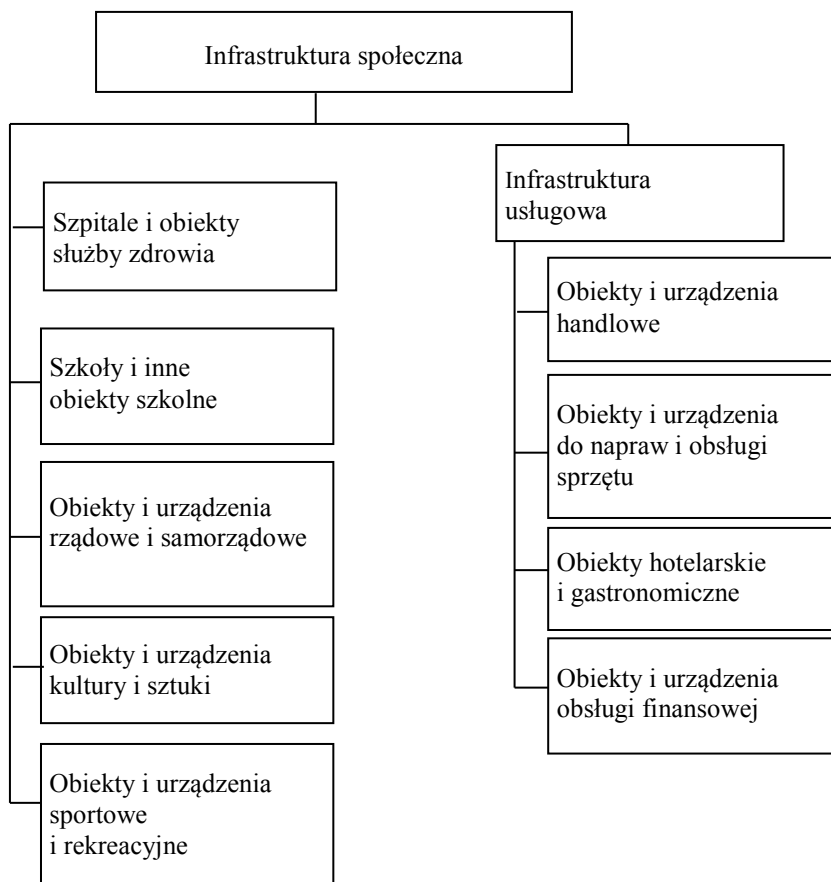 Infrastruktura społeczna
Szpitale i obiekty
służby zdrowia
Szkoły i inne
obiekty szkolne
Obiekty i urządzenia
rządowe i samorządowe
Obiekty i urządzenia
kultury i sztuki
Obiekty i urządzenia
sportowe
i rekreacyjne
Infrastruktura
usługowa
Obiekty i urządzenia
handlowe
Obiekty i urządzenia
do napraw i obsługi
sprzętu
Obiekty hotelarskie
i gastronomiczne
Obiekty i urządzenia
obsługi finansowej